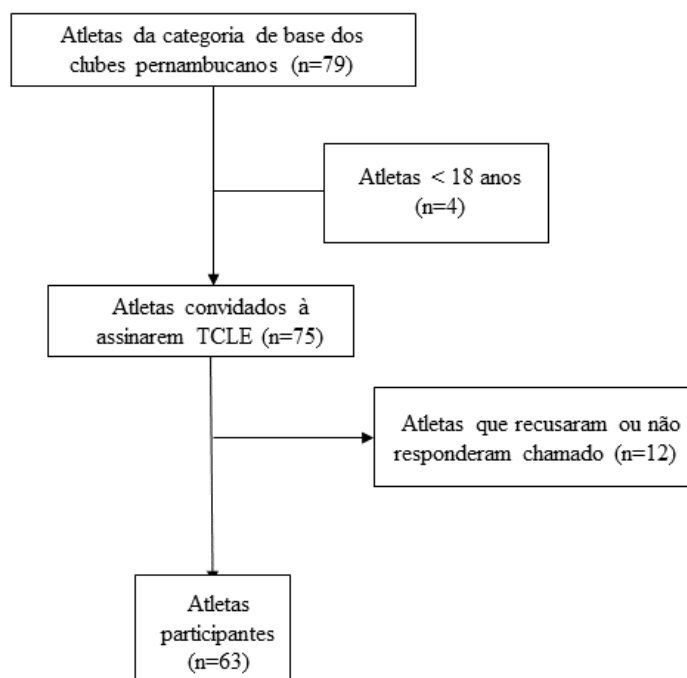 Atletas da categoria de base dos
clubes pernambucanos (n=79)
Atletas < 18 anos
(n=4)
Atletas convidados à
assinarem TCLE (n=75)
Atletas que recusaram ou não
responderam chamado (n=12)
Atletas
participantes
(n=63)